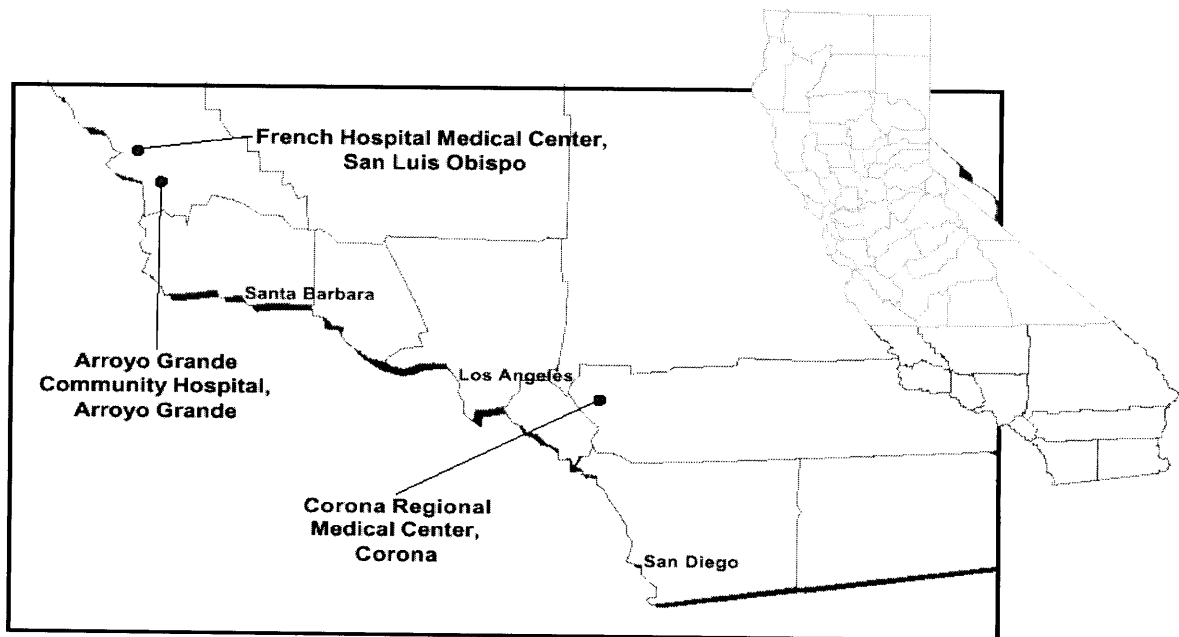 French Hospital Medical Center,
San Luis Obispo
Santa Barbara
Arroyo Grande
Community Hospital,
Arroyo Grande
Los Angeles
Corona Regional
Medical Center,
Corona
San Diego